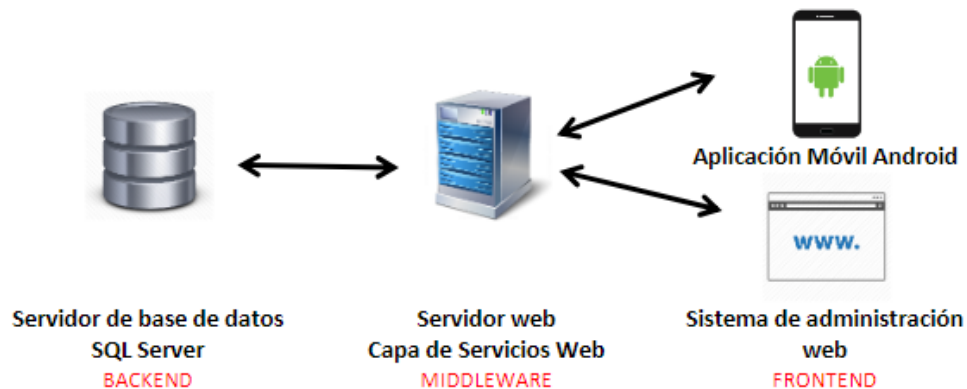 Aplicación Móvil Android
www.
Servidor de base de datos
SQL Server
BACKEND
Servidor web
Capa de Servicios Web
MIDDLEWARE
Sistema de administración
web
FRONTEND